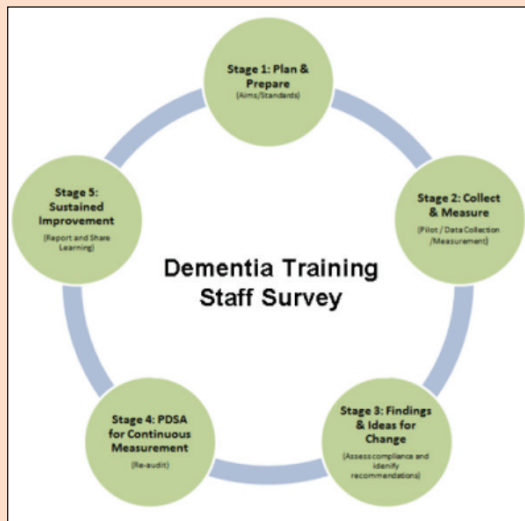 Stage 1: Plan &
Prepare
(Aims/Standards)
Stage 2: Collect
& Measure
(Pilot / Data Collection
/Measurement)
Stage 3: Findings
& Ideas for
Change
(Assess compliance and
idenify
recommendations)
Stage 4: PDSA
for Continuous
Measurement
(Re-audit)
Stage 5:
Sustained
Improvement
(Report and Share
Learning)
Dementia Training
Staff Survey